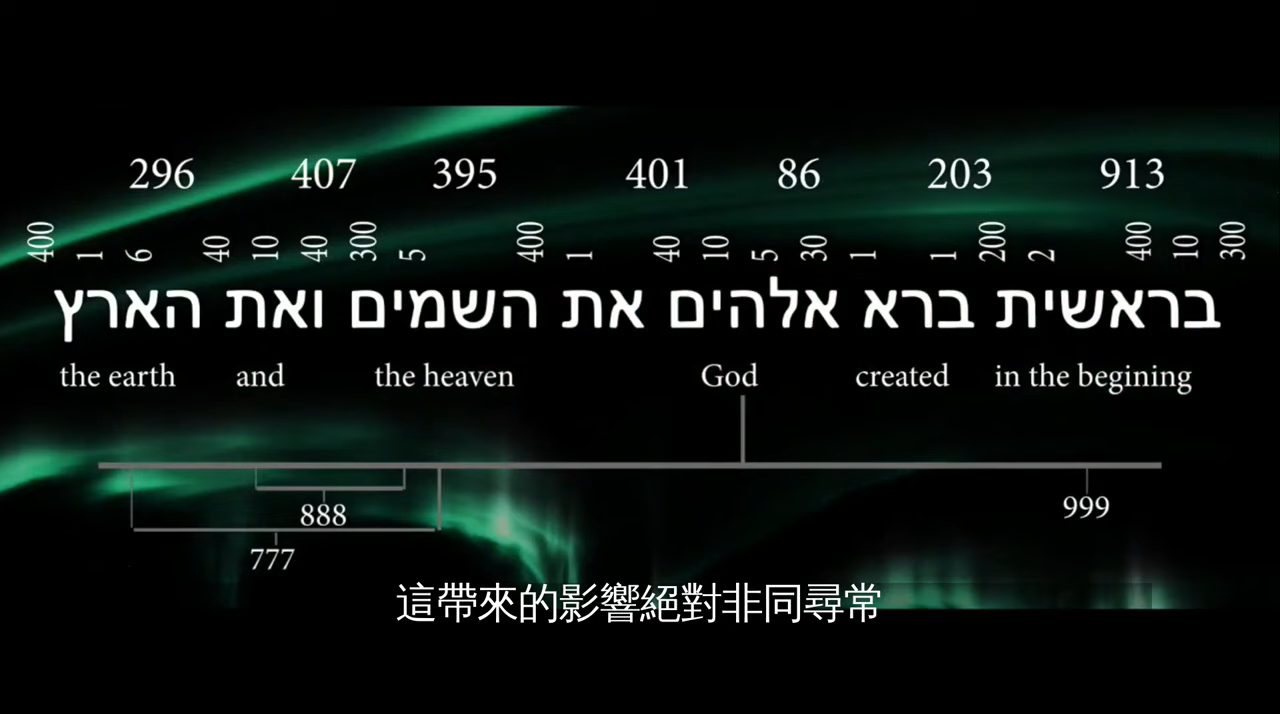 296 407 395 401 86 203 913
400 1 6 40 10 40 300 5 400 1 40 10 5 30 1 1 200 2 400 10 300
בראשית ברא אלהים את השמים ואת הארץ
the earth and the heaven God created in the begining
999
888
777
這帶來的影響絕對非同尋常